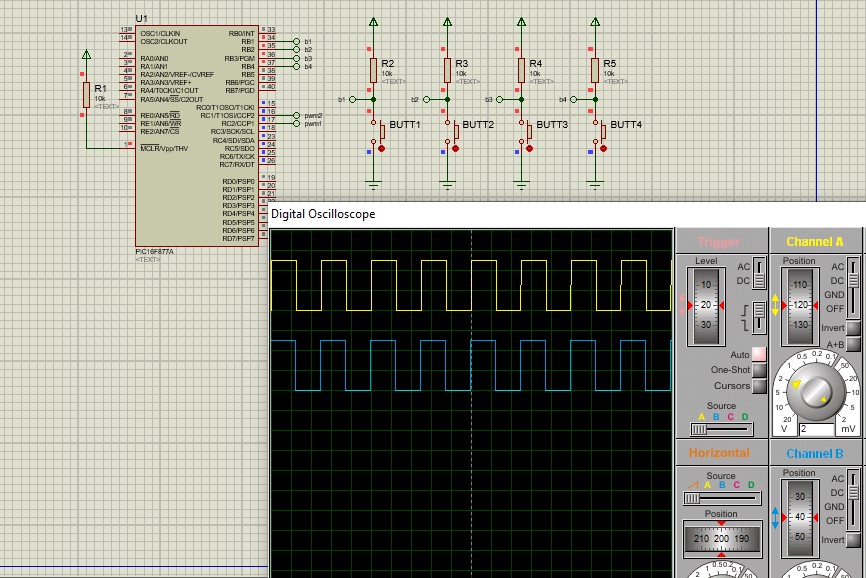 U1
13
14
OSC1/CLKIN
OSC2/CLKOUT
2
3
4
5
6
7
RA0/AN0
RA1/AN1
RA2/AN2/VREF-/CVREF
RA3/AN3/VREF+
RA4/T0CKI/C1OUT
RA5/AN4/SS/C2OUT
8
9
10
RE0/AN5/RD
RE1/AN6/WR
RE2/AN7/CS
1
MCLR/Vpp/THV
RB0/INT
RB1
RB2
RB3/PGM
RB4
RB5
RB6/PGC
RB7/PGD
33
34
35
36
37
38
39
40
RC0/T1OSO/T1CKI
RC1/T1OSI/CCP2
RC2/CCP1
RC3/SCK/SCL
RC4/SDI/SDA
RC5/SDO
RC6/TX/CK
RC7/RX/DT
15
16
17
18
23
24
25
26
RD0/PSP0
RD1/PSP1
RD2/PSP2
RD3/PSP3
RD4/PSP4
RD5/PSP5
RD6/PSP6
RD7/PSP7
19
20
21
PIC16F877A
<TEXT>
R1
10k
<TEXT>
b1
b2
b3
b4
pwm2
pwm1
R2
10k
<TEXT>
R3
10k
<TEXT>
R4
10k
<TEXT>
R5
10k
<TEXT>
b1
b2
b3
b4
BUTT1
BUTT2
BUTT3
BUTT4
Digital Oscilloscope
Trigger
Level
10
20
30
AC
DC
Auto
One-Shot
Cursors
Source
A B C D
Horizontal
Source
A B C D
Position
210 200 190
Channel A
Position
110
120
130
AC
DC
GND
OFF
Invert
A+B
0.5 0.2 0.1
1
2
5
10
20
50
20
10
5
2
V
2
mV
Channel B
Position
30
40
50
AC
DC
GND
OFF
Invert